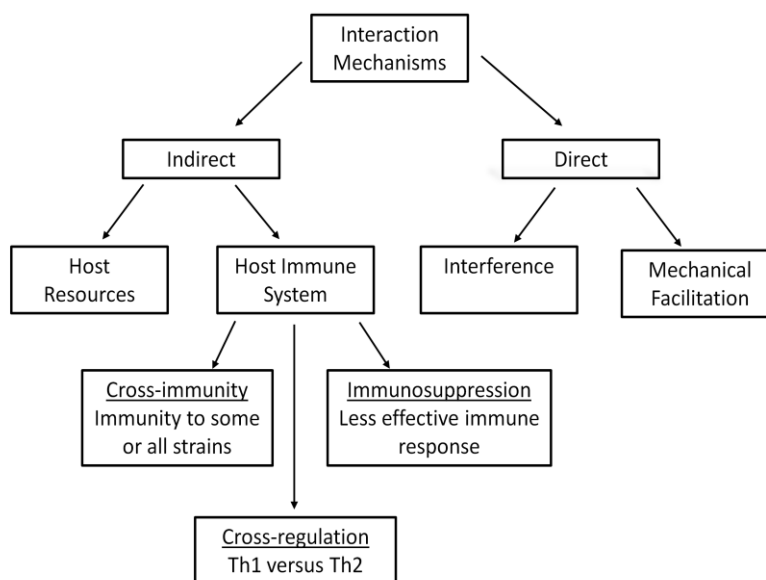 Interaction
Mechanisms
Indirect
Direct
Host
Resources
Host Immune
System
Interference
Mechanical
Facilitation
Cross-immunity
Immunity to some
or all strains
Immunosuppression
Less effective immune
response
Cross-regulation
Th1 versus Th2